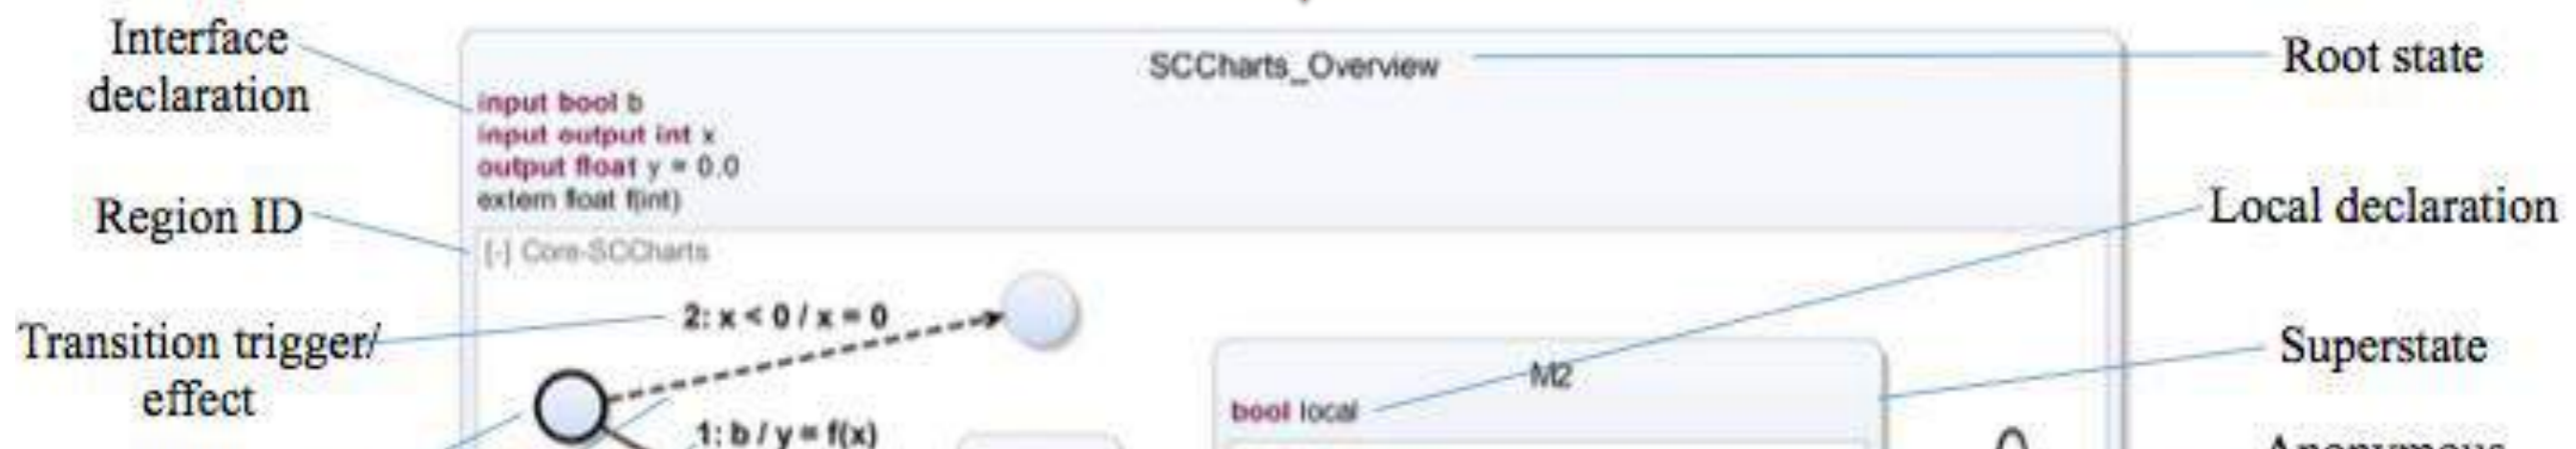 Interface
declaration
SCCharts_Overview
Root state
input bool b
input output int x
output float y = 0.0
extern float f(int)
Region ID
Local declaration
[-] Core-SCCharts
2: x < 0 / x = 0
Transition trigger/
effect
Superstate
M2
bool local
1: b / y = f(x)